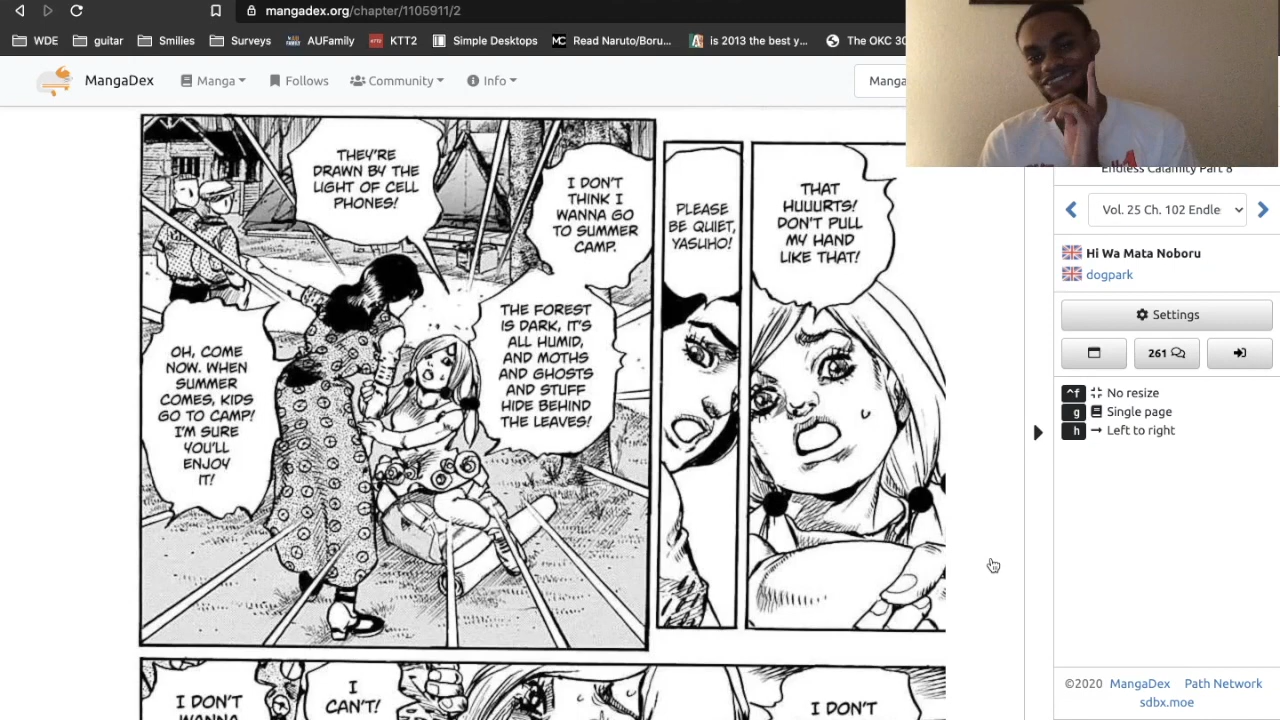 mangadex.org/chapter/1105911/2
WDE
guitar
Smilies
Surveys
AUFamily
KTT2
Simple Desktops
Read Naruto/Boru...
is 2013 the best y...
The OKC 30
MangaDex
Manga
Follows
Community
Info
Manga
THAT
HUUURTS!
DON'T PULL
MY HAND
LIKE THAT!
PLEASE
BE QUIET,
YASUHO!
I DON'T
THINK I
WANNA GO
TO SUMMER
CAMP.
THEY'RE
DRAWN BY THE
LIGHT OF CELL
PHONES!
THE FOREST
IS DARK, IT'S
ALL HUMID,
AND MOTHS
AND GHOSTS
AND STUFF
HIDE BEHIND
THE LEAVES!
OH, COME
NOW. WHEN
SUMMER
COMES, KIDS
GO TO CAMP!
I'M SURE
YOU'LL
ENJOY
IT!
I DON'T
I
CAN'T!
I DON'T
WANNA
Endless Calamity Part 8
Vol. 25 Ch. 102 Endle
Hi Wa Mata Noboru
dogpark
Settings
261
^f No resize
g Single page
h → Left to right
©2020 MangaDex Path Network
sdbx.moe